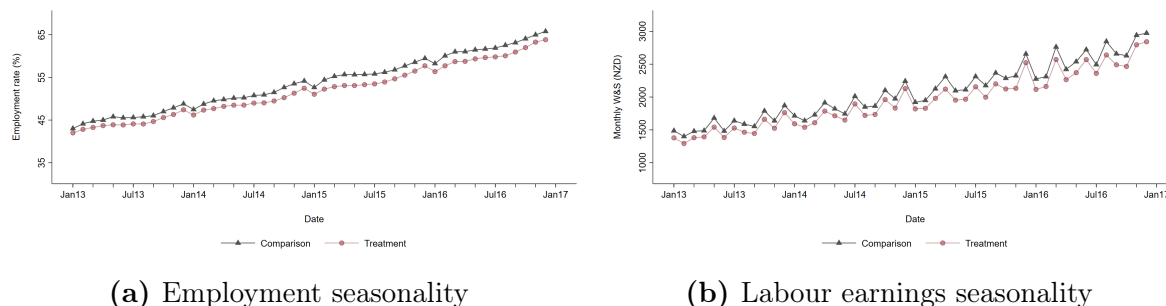 65
55
45
35
Employment rate (%)
Jan13 Jul13 Jan14 Jul14 Jan15 Jul15 Jan16 Jul16 Jan17
Date
Comparison Treatment
(a) Employment seasonality
3000
2500
2000
1500
1000
Monthly W&S (NZD)
Jan13 Jul13 Jan14 Jul14 Jan15 Jul15 Jan16 Jul16 Jan17
Date
Comparison Treatment
(b) Labour earnings seasonality